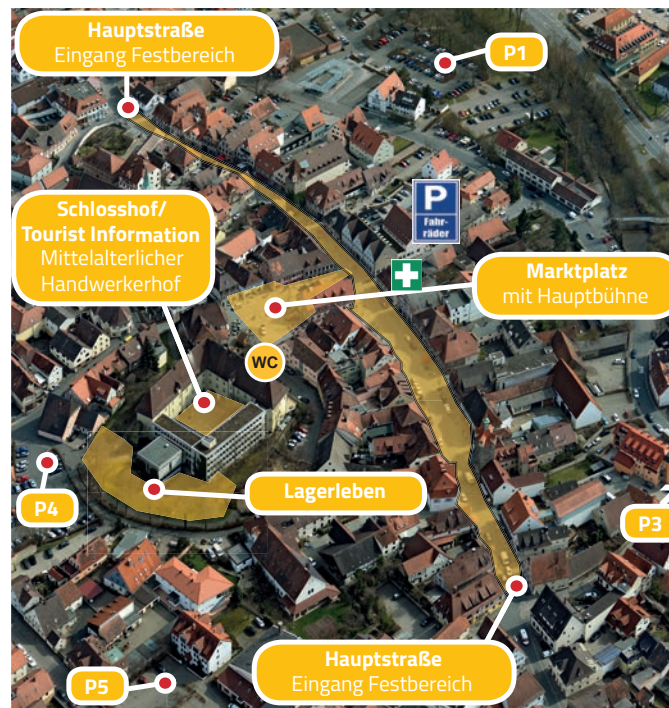 Hauptstraße
Eingang Festbereich
P1
P
Fahr-
räder
Schlosshof/
Tourist Information
Mittelalterlicher
Handwerkerhof
Marktplatz
mit Hauptbühne
WC
Lagerleben
P4
P3
Hauptstraße
Eingang Festbereich
P5